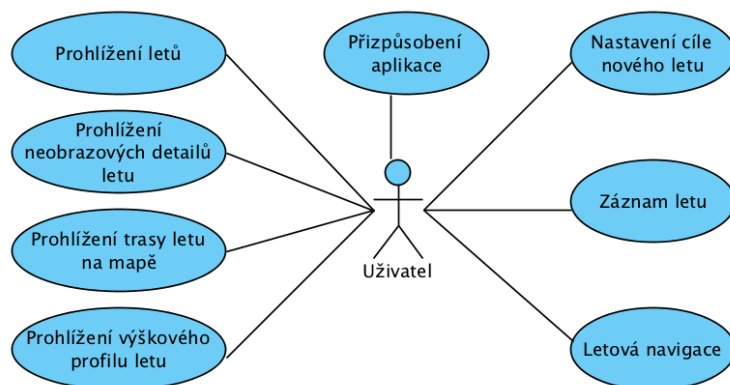 Prohlížení letů
Prohlížení
neobrazových detailů
letu
Prohlížení trasy letu
na mapě
Prohlížení výškového
profilu letu
Přizpůsobení
aplikace
Uživatel
Nastavení cíle
nového letu
Záznam letu
Letová navigace